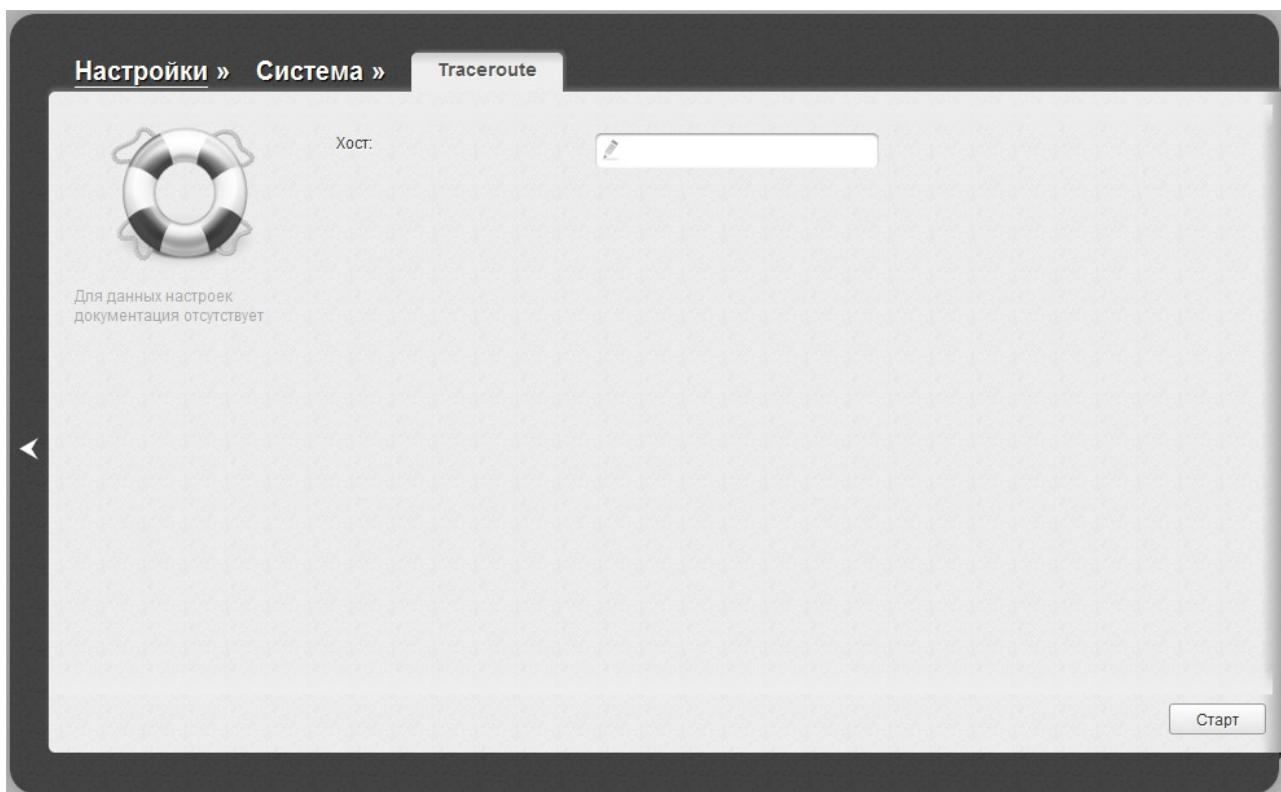 Настройки » Система » Traceroute
Хост:
Для данных настроек
документация отсутствует
Старт